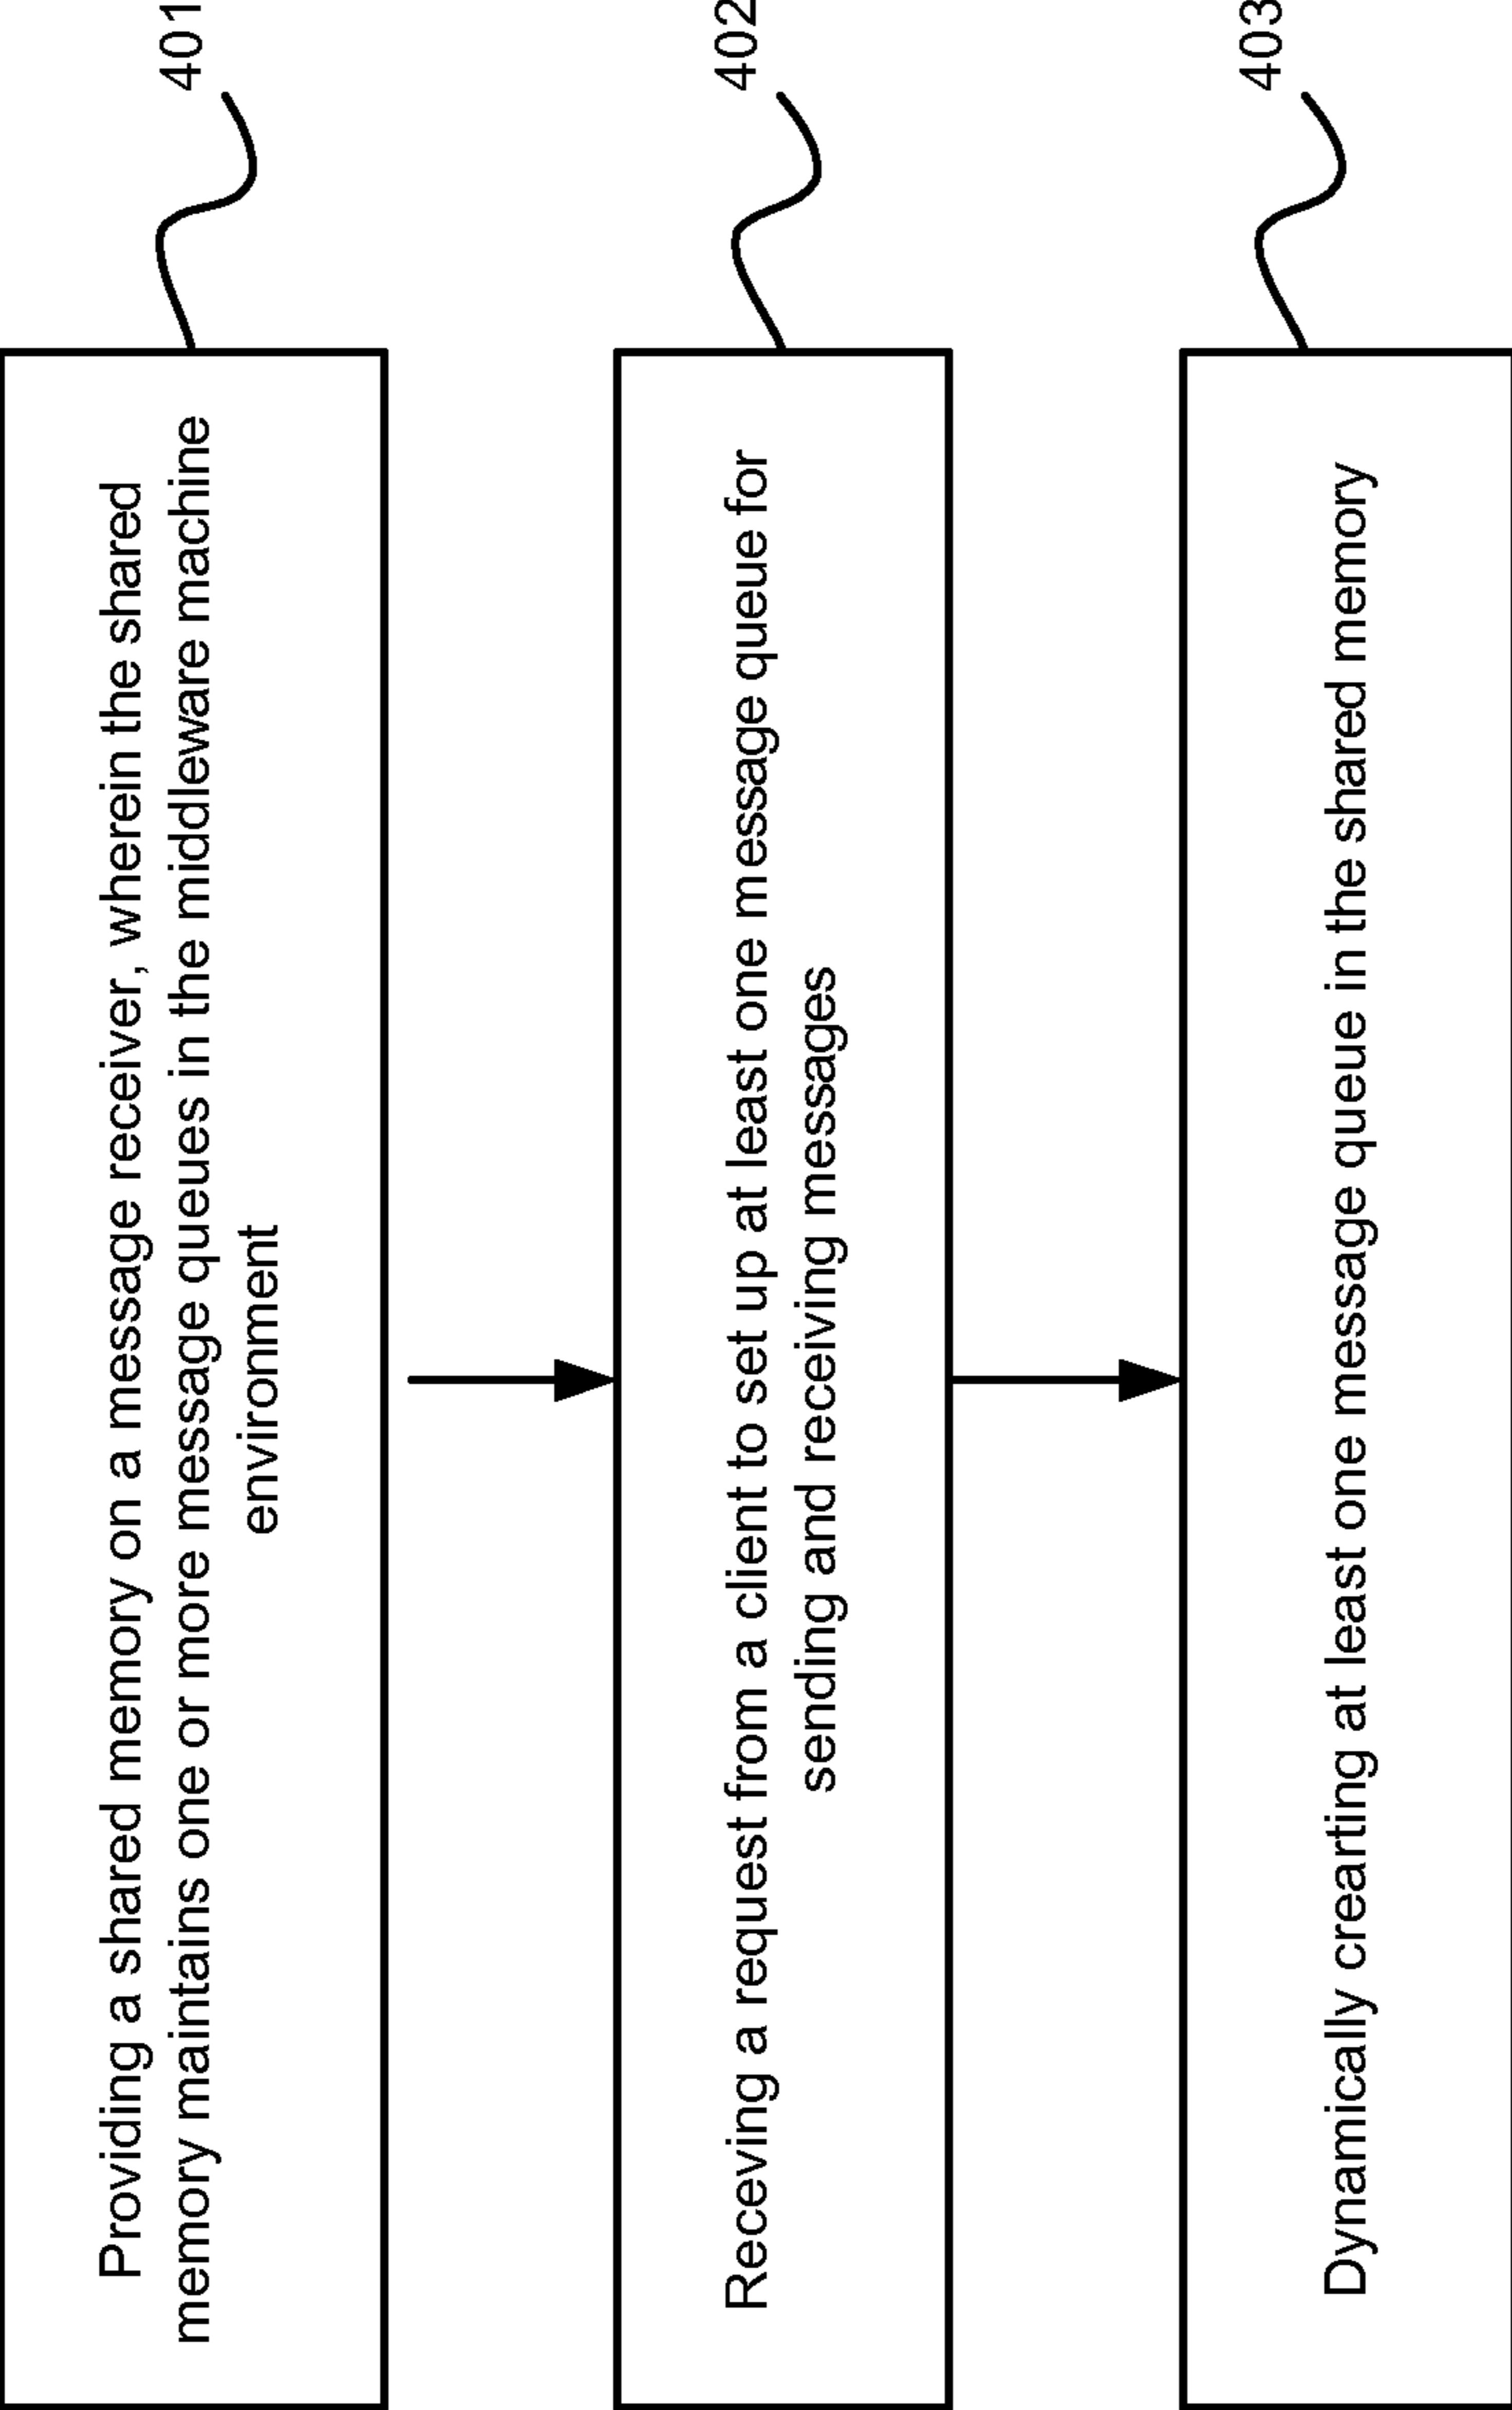 Providing a shared memory on a message receiver, wherein the shared
memory maintains one or more message queues in the middleware machine
environment
401
Receving a request from a client to set up at least one message queue for
sending and receiving messages
402
Dynamically crearting at least one message queue in the shared memory
403